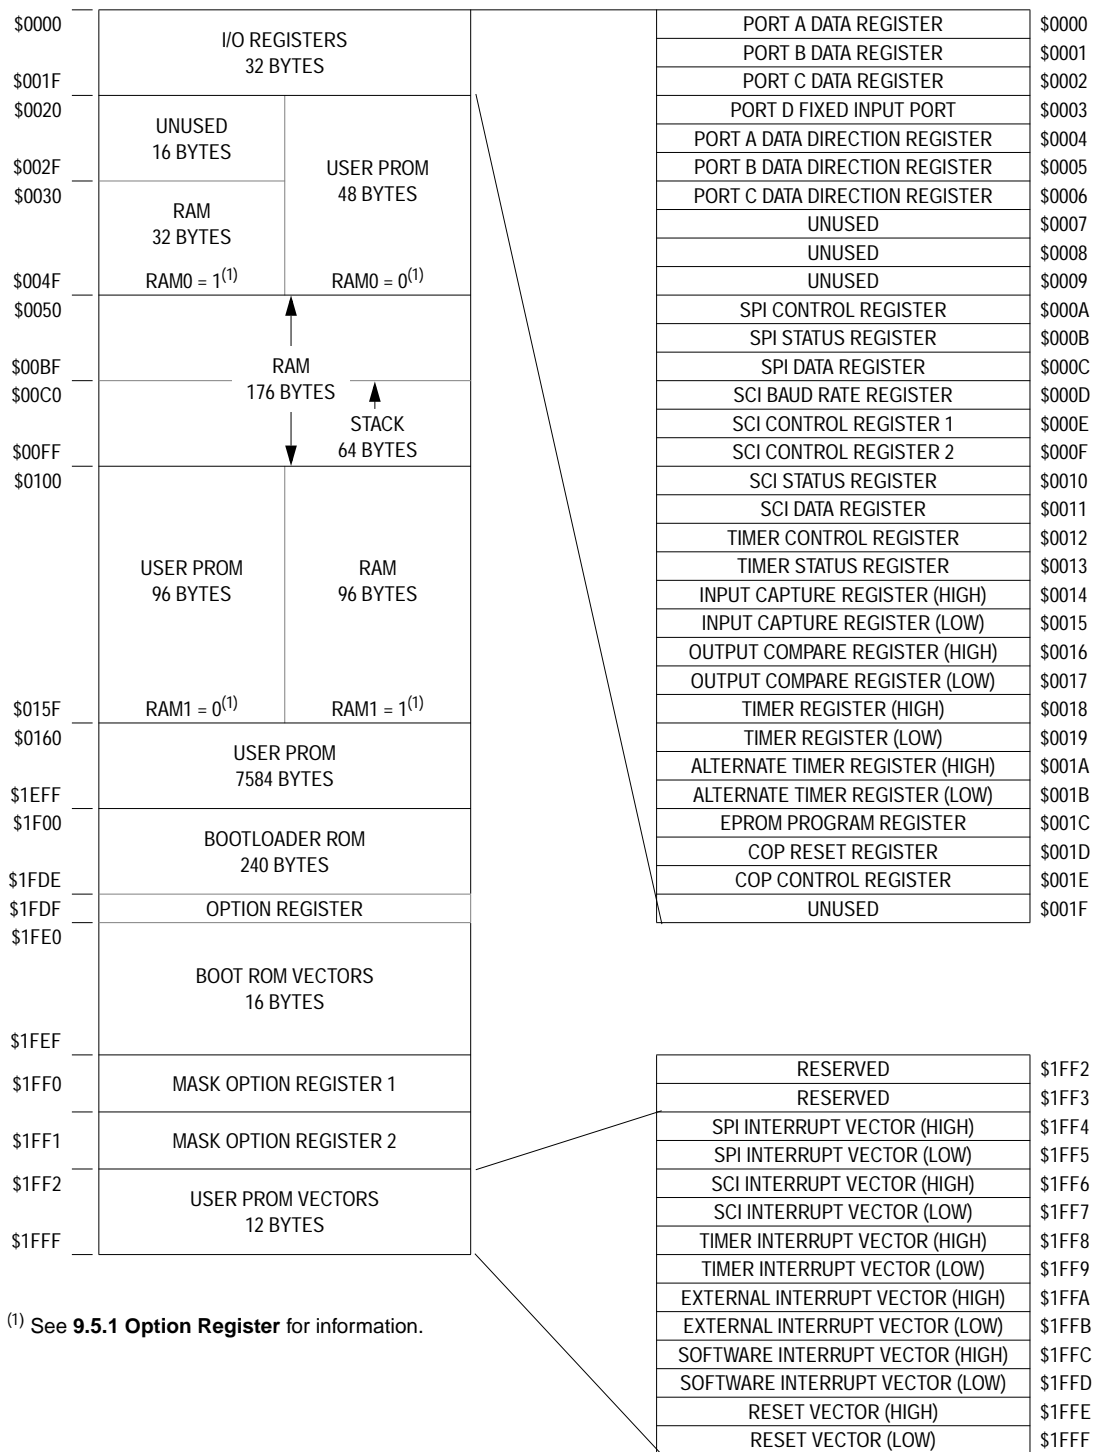 $0000
I/O REGISTERS
32 BYTES
$001F
$0020
UNUSED
16 BYTES
$002F
$0030
RAM
32 BYTES
RAM0 = 1(1)
USER PROM
48 BYTES
RAM0 = 0(1)
$004F
$0050
RAM
176 BYTES
$00BF
$00C0
STACK
64 BYTES
$00FF
$0100
USER PROM
96 BYTES
RAM1 = 0(1)
RAM
96 BYTES
RAM1 = 1(1)
$015F
$0160
USER PROM
7584 BYTES
$1EFF
$1F00
BOOTLOADER ROM
240 BYTES
$1FDE
$1FDF OPTION REGISTER
$1FE0
BOOT ROM VECTORS
16 BYTES
$1FEF
$1FF0 MASK OPTION REGISTER 1
$1FF1 MASK OPTION REGISTER 2
$1FF2
USER PROM VECTORS
12 BYTES
$1FFF
(1) See 9.5.1 Option Register for information.
PORT A DATA REGISTER $0000
PORT B DATA REGISTER $0001
PORT C DATA REGISTER $0002
PORT D FIXED INPUT PORT $0003
PORT A DATA DIRECTION REGISTER $0004
PORT B DATA DIRECTION REGISTER $0005
PORT C DATA DIRECTION REGISTER $0006
UNUSED $0007
UNUSED $0008
UNUSED $0009
SPI CONTROL REGISTER $000A
SPI STATUS REGISTER $000B
SPI DATA REGISTER $000C
SCI BAUD RATE REGISTER $000D
SCI CONTROL REGISTER 1 $000E
SCI CONTROL REGISTER 2 $000F
SCI STATUS REGISTER $0010
SCI DATA REGISTER $0011
TIMER CONTROL REGISTER $0012
TIMER STATUS REGISTER $0013
INPUT CAPTURE REGISTER (HIGH) $0014
INPUT CAPTURE REGISTER (LOW) $0015
OUTPUT COMPARE REGISTER (HIGH) $0016
OUTPUT COMPARE REGISTER (LOW) $0017
TIMER REGISTER (HIGH) $0018
TIMER REGISTER (LOW) $0019
ALTERNATE TIMER REGISTER (HIGH) $001A
ALTERNATE TIMER REGISTER (LOW) $001B
EPROM PROGRAM REGISTER $001C
COP RESET REGISTER $001D
COP CONTROL REGISTER $001E
UNUSED $001F
RESERVED $1FF2
RESERVED $1FF3
SPI INTERRUPT VECTOR (HIGH) $1FF4
SPI INTERRUPT VECTOR (LOW) $1FF5
SCI INTERRUPT VECTOR (HIGH) $1FF6
SCI INTERRUPT VECTOR (LOW) $1FF7
TIMER INTERRUPT VECTOR (HIGH) $1FF8
TIMER INTERRUPT VECTOR (LOW) $1FF9
EXTERNAL INTERRUPT VECTOR (HIGH) $1FFA
EXTERNAL INTERRUPT VECTOR (LOW) $1FFB
SOFTWARE INTERRUPT VECTOR (HIGH) $1FFC
SOFTWARE INTERRUPT VECTOR (LOW) $1FFD
RESET VECTOR (HIGH) $1FFE
RESET VECTOR (LOW) $1FFF